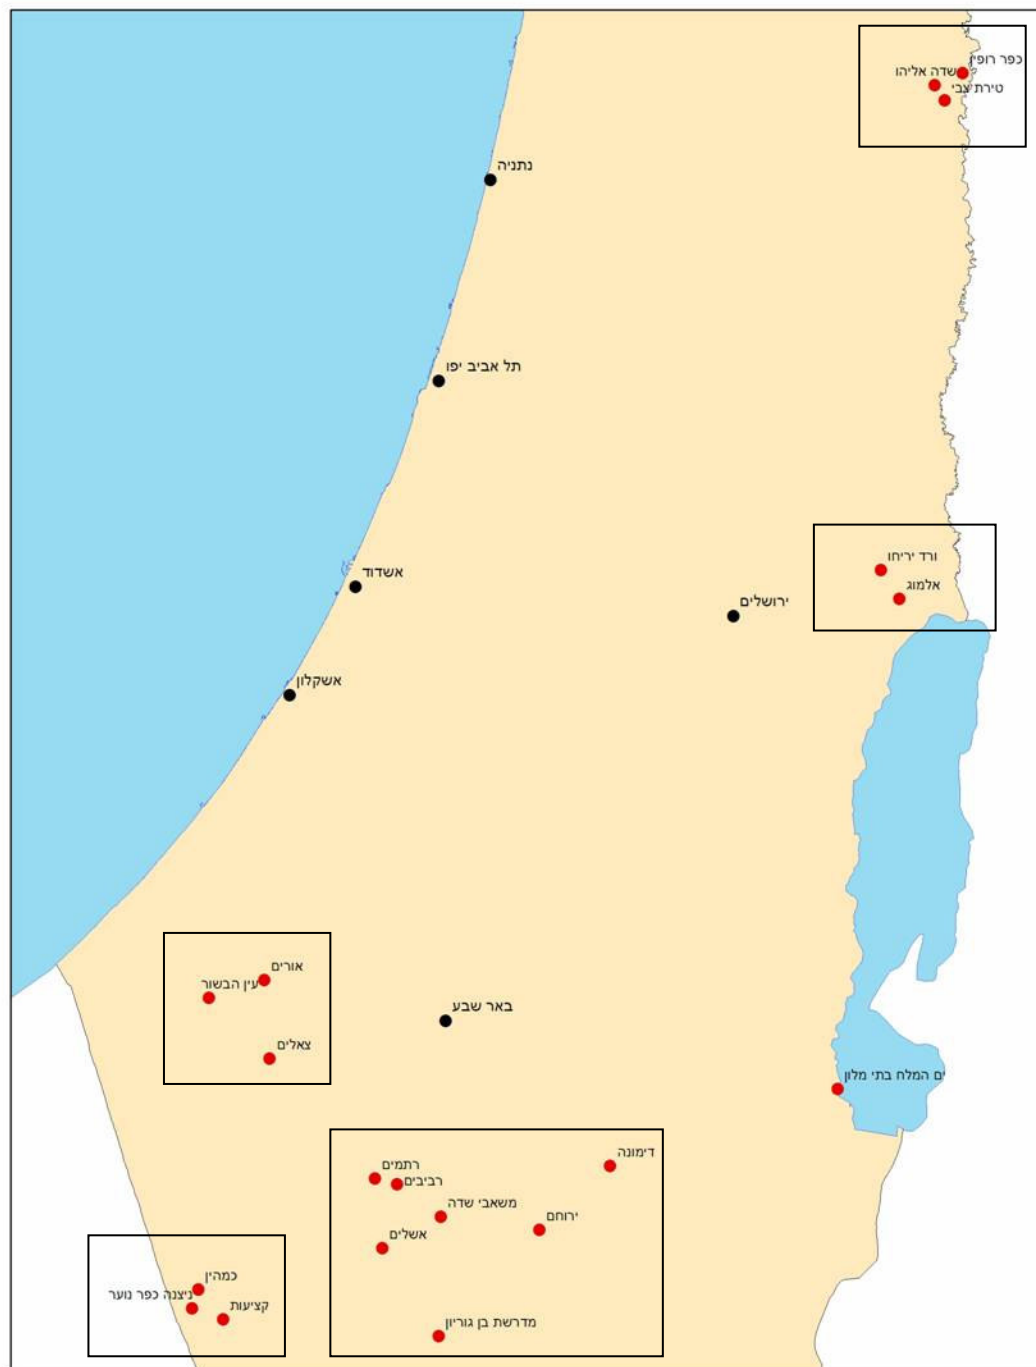 כפר רופין
שדה אליהו
טירת צבי
נתניה
תל אביב יפו
ורד יריחו
אלמוג
אשדוד
ירושלים
אשקלון
אורים
עין הבשור
באר שבע
צאלים
ים המלח בתי מלון
דימונה
רתמים
רביבים
משאבי שדה
ירוחם
אשלים
כמהין
ניצנה כפר נוער
קציעות
מדרשת בן גוריון